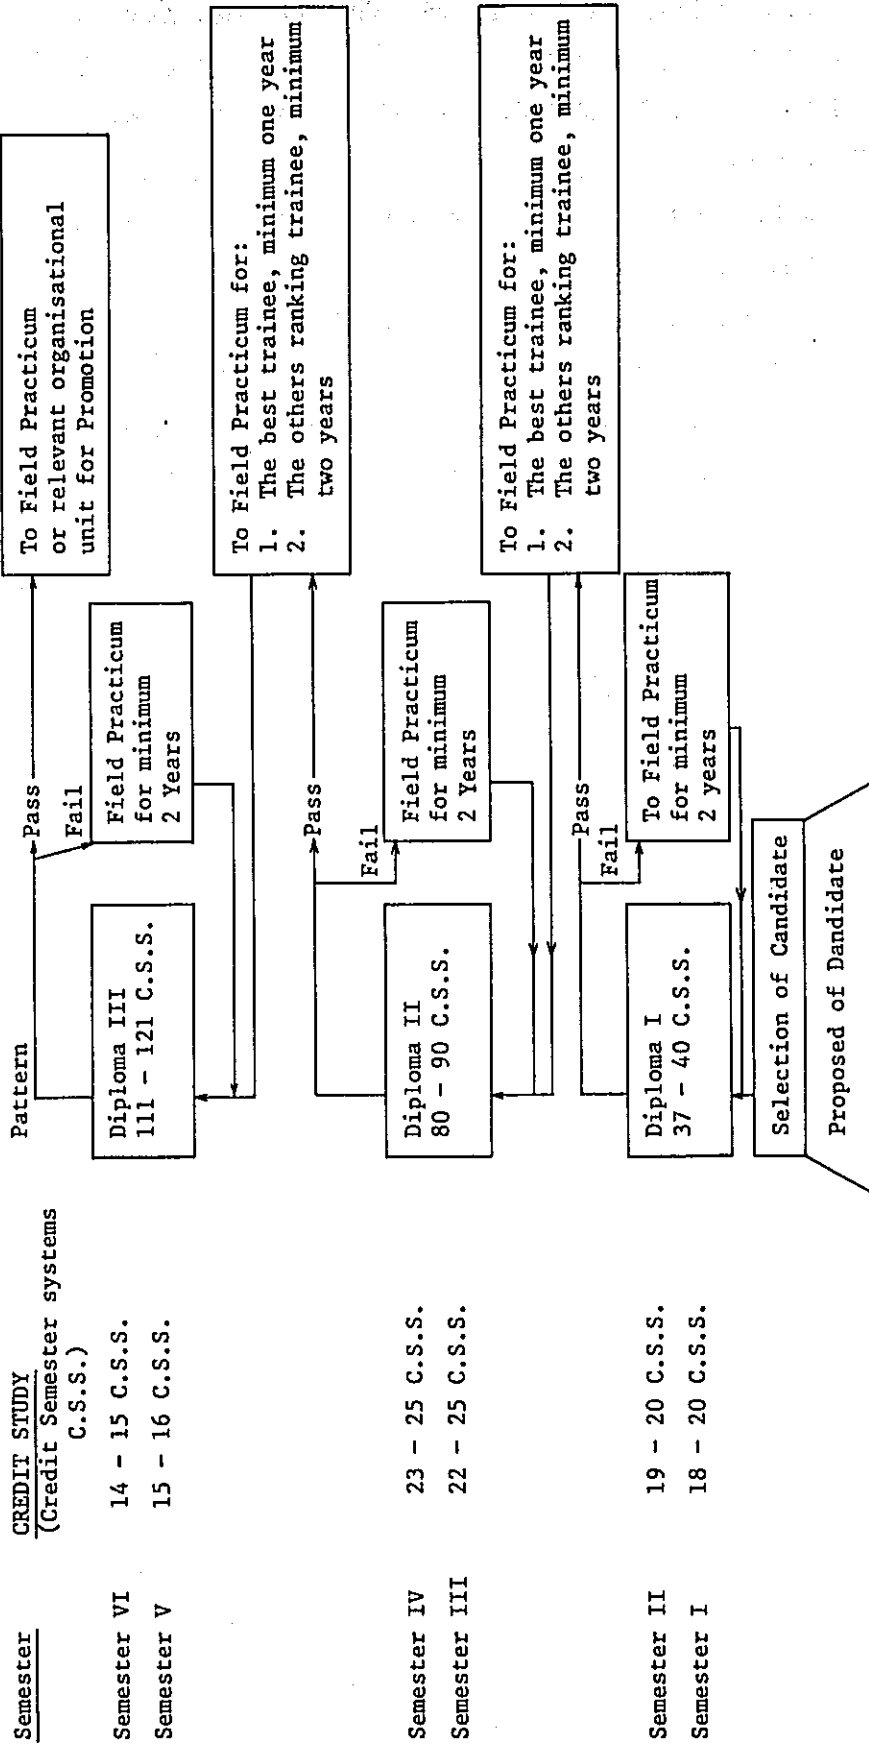 Semester
CREDIT STUDY
(Credit Semester systems
C.S.S.)
Pattern
Semester VI
14 - 15 C.S.S.
Semester V
15 - 16 C.S.S.
Diploma III
111 - 121 C.S.S.
Pass
Fail
Field Practicum
for minimum
2 Years
To Field Practicum
or relevant organisational
unit for Promotion
To Field Practicum for:
1. The best trainee, minimum one year
2. The others ranking trainee, minimum
two years
Semester IV
23 - 25 C.S.S.
Semester III
22 - 25 C.S.S.
Diploma II
80 - 90 C.S.S.
Pass
Fail
Field Practicum
for minimum
2 Years
To Field Practicum for:
1. The best trainee, minimum one year
2. The others ranking trainee, minimum
two years
Semester II
19 - 20 C.S.S.
Semester I
18 - 20 C.S.S.
Diploma I
37 - 40 C.S.S.
Pass
Fail
To Field Practicum
for minimum
2 years
Selection of Candidate
Proposed of Dandidate